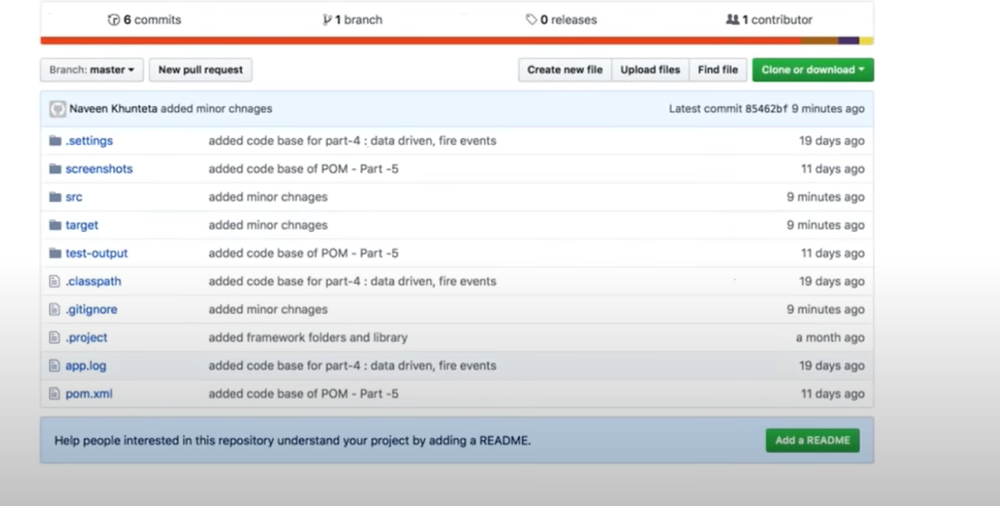 6 commits 1 branch 0 releases 1 contributor
Branch: master New pull request Create new file Upload files Find file Clone or download
Naveen Khunteta added minor chnages Latest commit 85462bf 9 minutes ago
.settings added code base for part-4 : data driven, fire events 19 days ago
screenshots added code base of POM - Part -5 11 days ago
src added minor chnages 9 minutes ago
target added minor chnages 9 minutes ago
test-output added code base of POM - Part -5 11 days ago
.classpath added code base for part-4 : data driven, fire events 19 days ago
.gitignore added minor chnages 9 minutes ago
.project added framework folders and library a month ago
app.log added code base for part-4 : data driven, fire events 19 days ago
pom.xml added code base of POM - Part -5 11 days ago
Help people interested in this repository understand your project by adding a README. Add a README